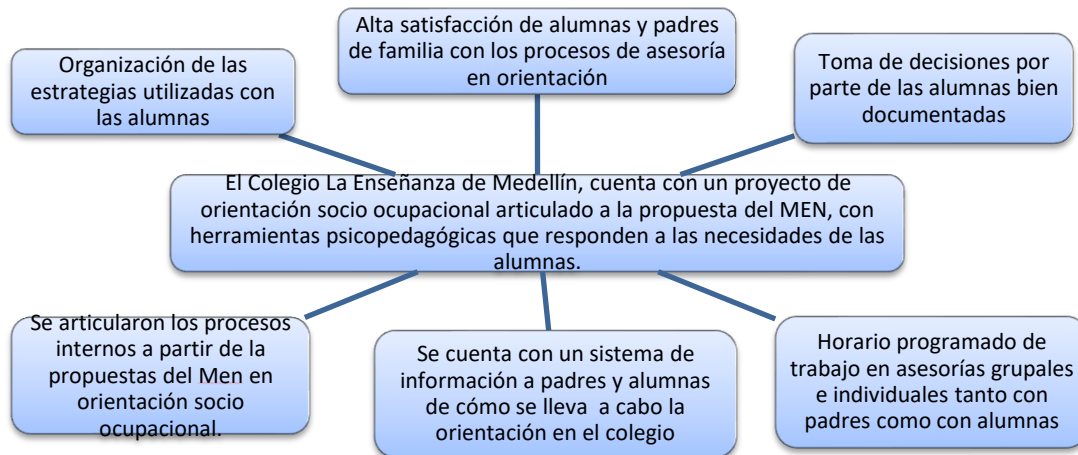 Alta satisfacción de alumnas y padres
de familia con los procesos de asesoría
en orientación
Organización de las
estrategias utilizadas con
las alumnas
Toma de decisiones por
parte de las alumnas bien
documentadas
El Colegio La Enseñanza de Medellín, cuenta con un proyecto de
orientación socio ocupacional articulado a la propuesta del MEN, con
herramientas psicopedagógicas que responden a las necesidades de las
alumnas.
Se articularon los procesos
internos a partir de la
propuestas del Men en
orientación socio
ocupacional.
Se cuenta con un sistema de
información a padres y alumnas
de cómo se lleva a cabo la
orientación en el colegio
Horario programado de
trabajo en asesorías grupales
e individuales tanto con
padres como con alumnas